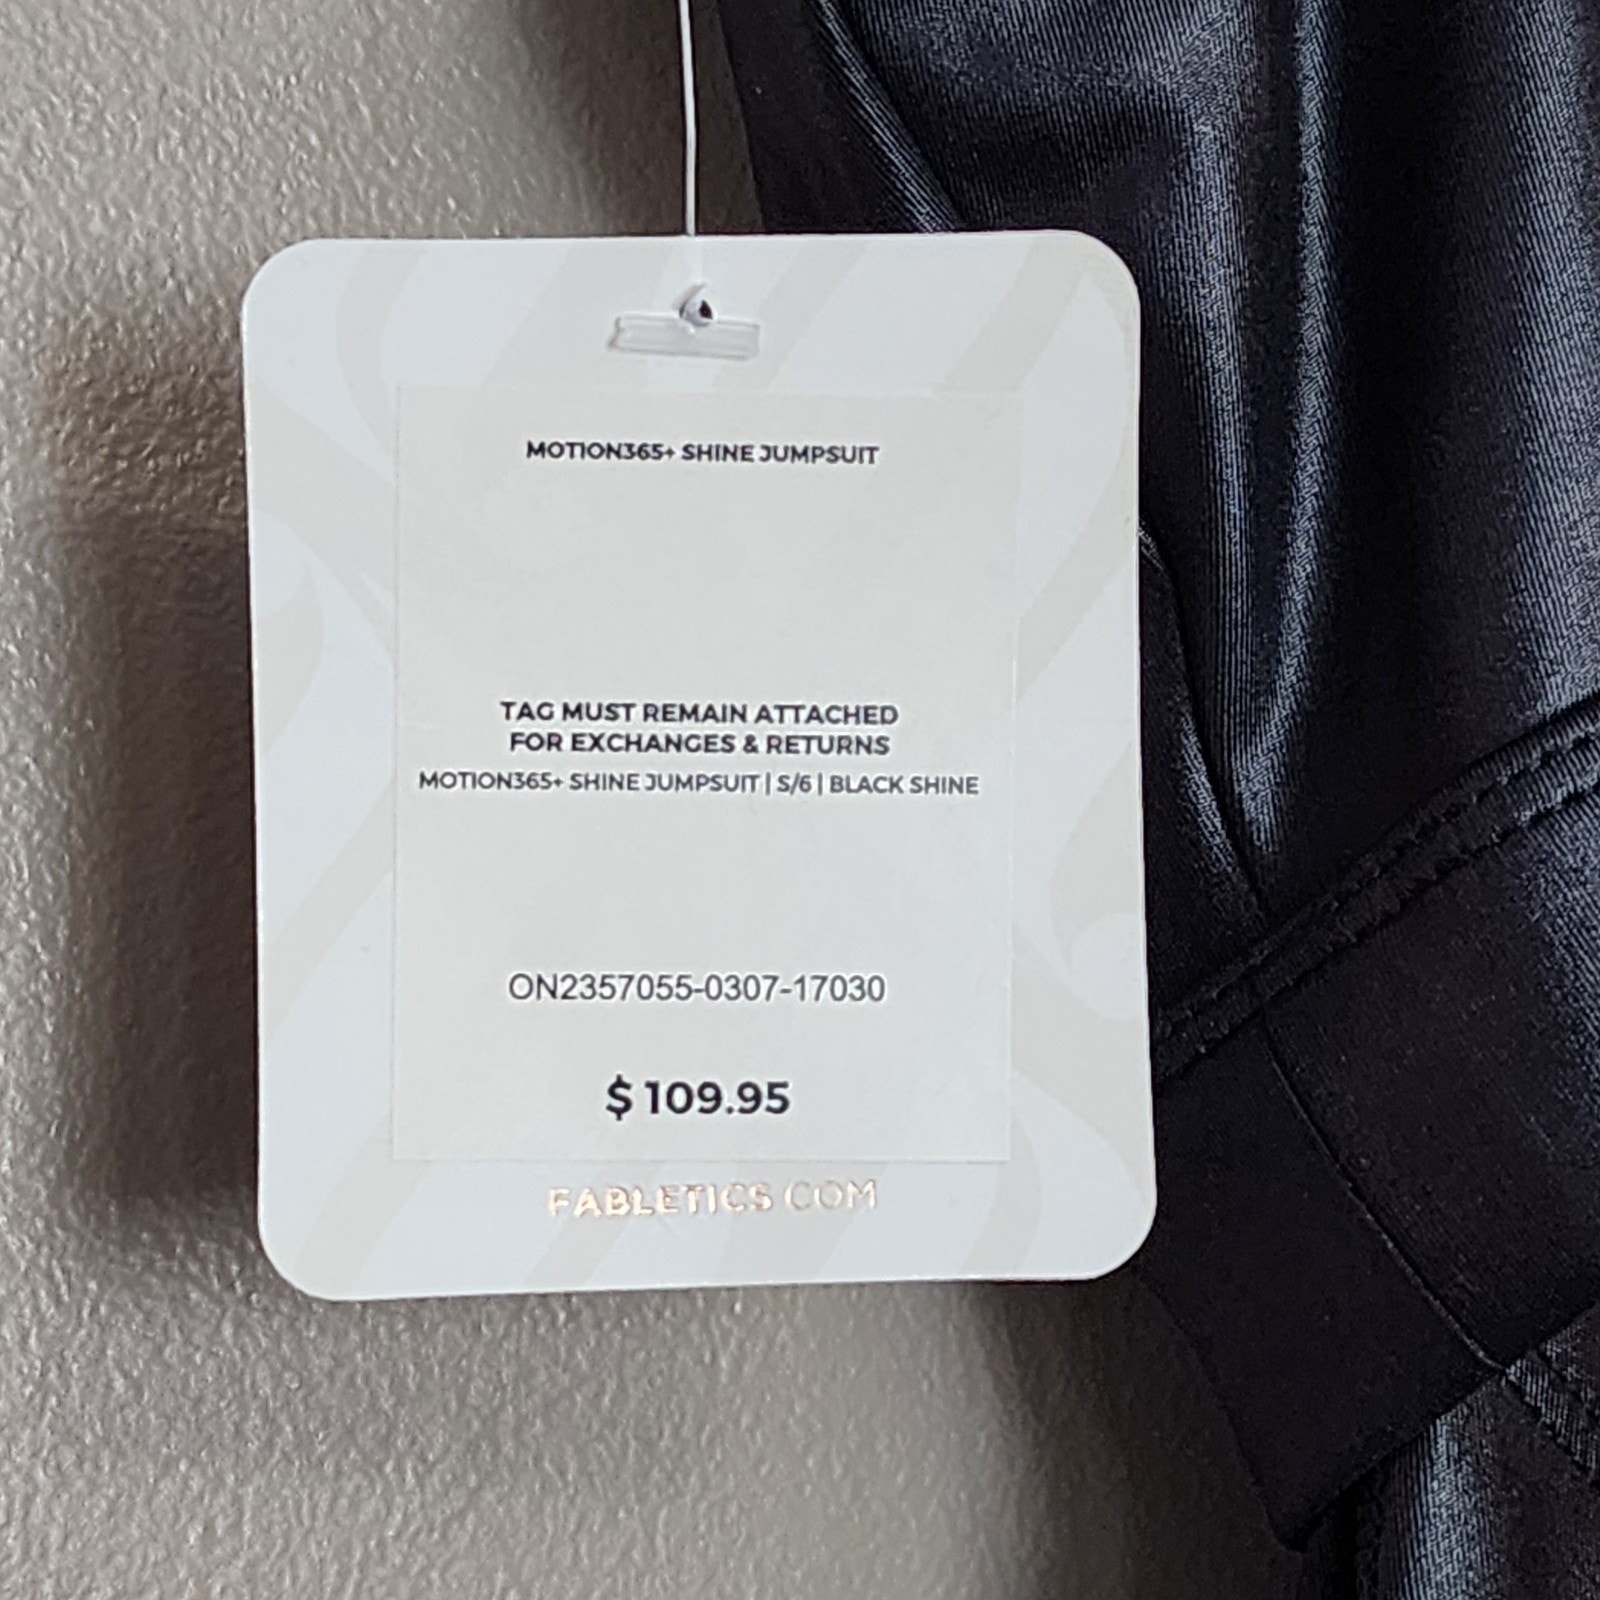 MOTION365+ SHINE JUMPSUIT
TAG MUST REMAIN ATTACHED
FOR EXCHANGES & RETURNS
MOTION365+ SHINE JUMPSUIT | S/6 | BLACK SHINE
ON2357055-0307-17030
$ 109.95
FABLETICS.COM